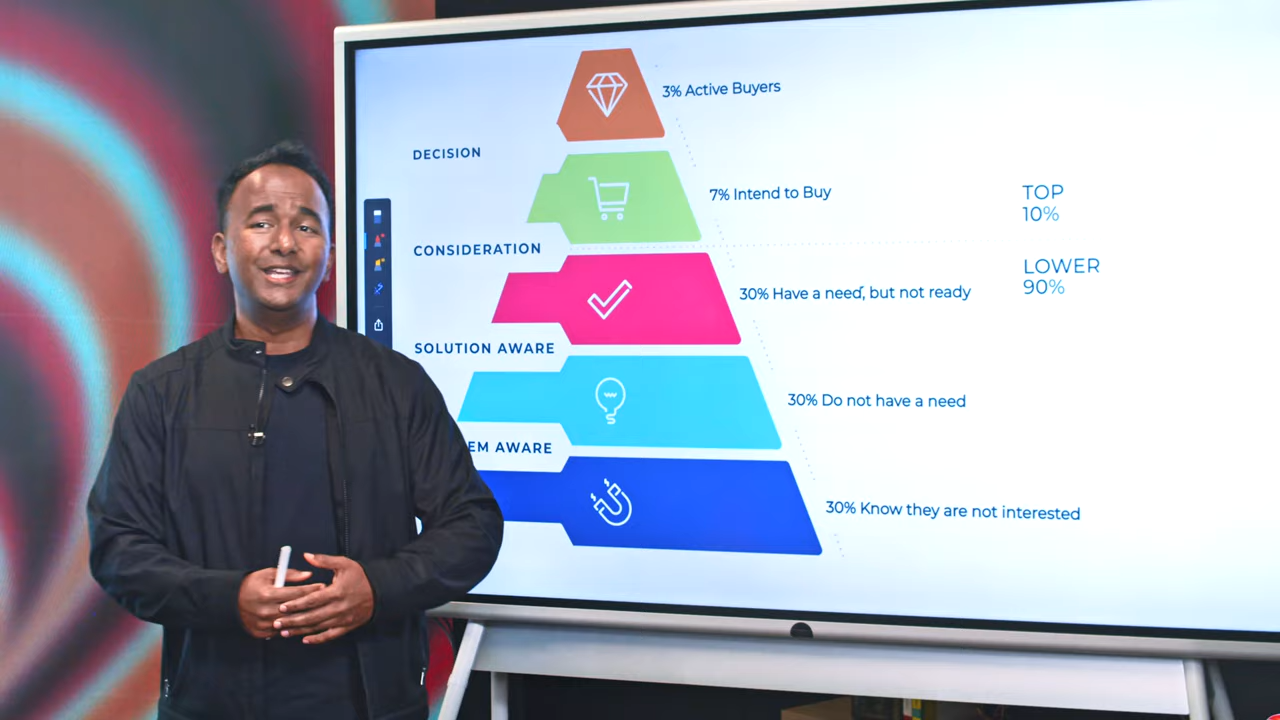 3% Active Buyers
DECISION
7% Intend to Buy
TOP
10%
CONSIDERATION
LOWER
90%
30% Have a need, but not ready
SOLUTION AWARE
30% Do not have a need
EM AWARE
30% Know they are not interested